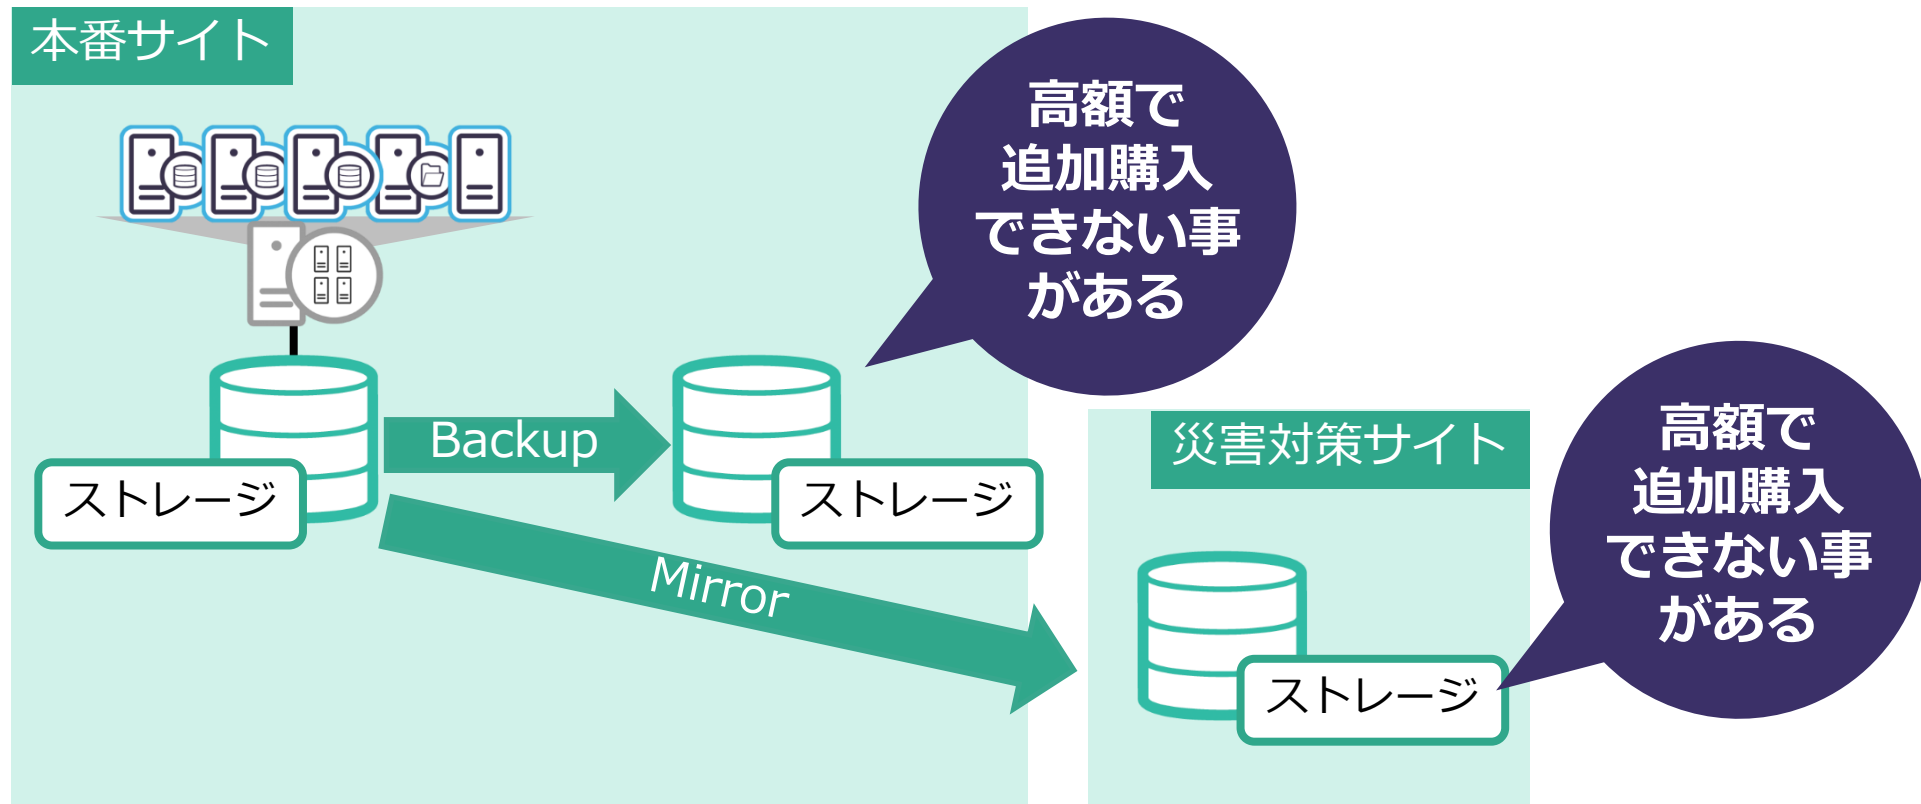 本番サイト
高額で
追加購入
できない事
がある
Backup
ストレージ
ストレージ
Mirror
災害対策サイト
高額で
追加購入
できない事
がある
ストレージ